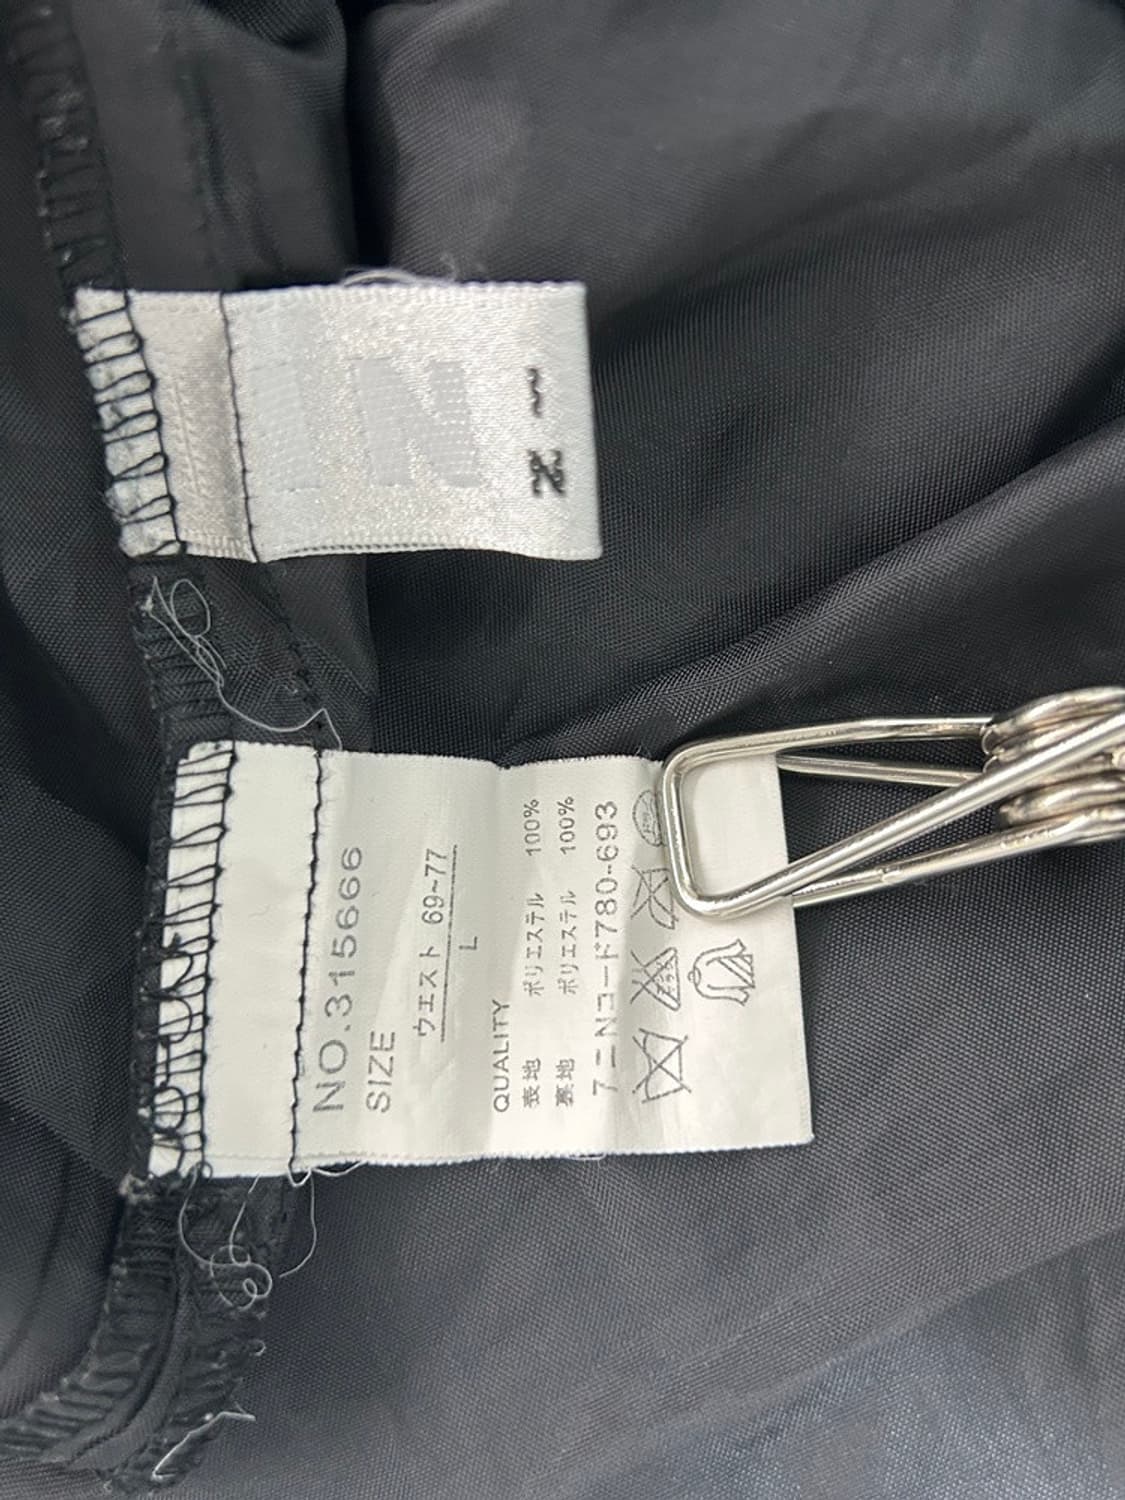 NO.315666
SIZE
ウエスト 69~77
L
QUALITY
表地 ポリエステル 100%
裏地 ポリエステル 100%
7ニNコード780-693